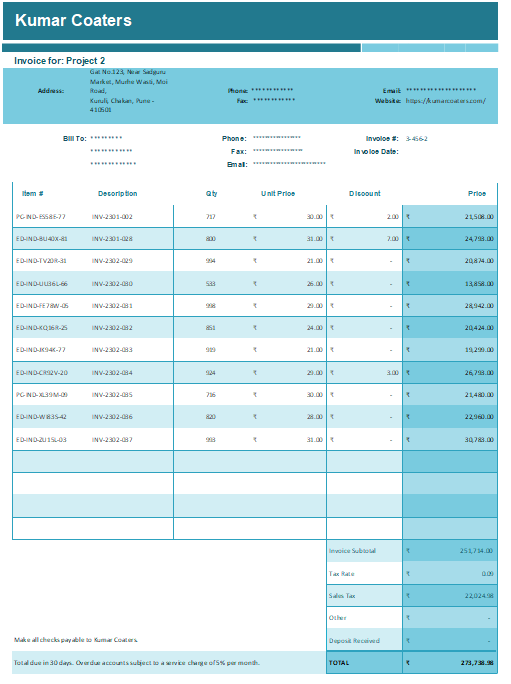 Kumar Coaters
Invoice for: Project 2
Address: Gat No.123, Near Sadguru
Market, Murhe Wasti, Moi
Road,
Kuruli, Chakan, Pune -
410501
Phone: ************
Fax: ************
Email: ********************
Website: https://kumarcoaters.com/
Bill To: *********
************
*************
Phone: ****************
Fax: *****************
Email: *************************
Invoice #: 3-456-2
Invoice Date:
Item # Description Qty Unit Price Discount Price
PG-IND-ES58E-77 INV-2301-002 717 ₹ 30.00 ₹ 2.00 ₹ 21,508.00
ED-IND-BU40X-81 INV-2301-028 800 ₹ 31.00 ₹ 7.00 ₹ 24,793.00
ED-IND-TV20R-31 INV-2302-029 994 ₹ 21.00 ₹ - ₹ 20,874.00
ED-IND-UU36L-66 INV-2302-030 533 ₹ 26.00 ₹ - ₹ 13,858.00
ED-IND-FE78W-05 INV-2302-031 998 ₹ 29.00 ₹ - ₹ 28,942.00
ED-IND-KQ16R-25 INV-2302-032 851 ₹ 24.00 ₹ - ₹ 20,424.00
ED-IND-JK94K-77 INV-2302-033 919 ₹ 21.00 ₹ - ₹ 19,299.00
ED-IND-CR92V-20 INV-2302-034 924 ₹ 29.00 ₹ 3.00 ₹ 26,793.00
PG-IND-XL39M-09 INV-2302-035 716 ₹ 30.00 ₹ - ₹ 21,480.00
ED-IND-WI83S-42 INV-2302-036 820 ₹ 28.00 ₹ - ₹ 22,960.00
ED-IND-ZU15L-03 INV-2302-037 993 ₹ 31.00 ₹ - ₹ 30,783.00
Invoice Subtotal ₹ 251,714.00
Tax Rate ₹ 0.09
Sales Tax ₹ 22,024.98
Other ₹ -
Make all checks payable to Kumar Coaters. Deposit Received ₹ -
Total due in 30 days. Overdue accounts subject to a service charge of 5% per month. TOTAL ₹ 273,738.98